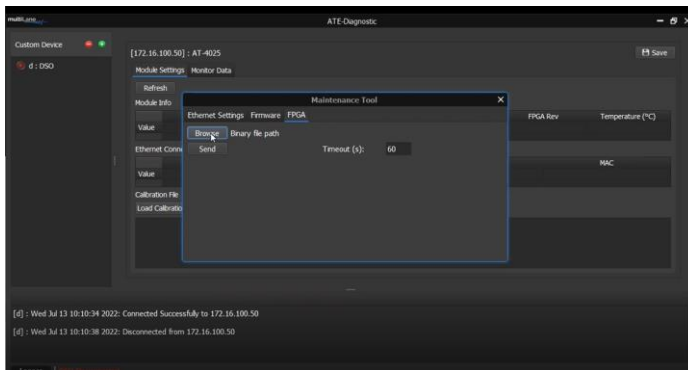 multiLane
ATE-Diagnostic
Custom Device
d : DSO
[172.16.100.50] : AT-4025
Save
Module Settings Monitor Data
Refresh
Module Info
Maintenance Tool
Ethernet Settings Firmware FPGA
FPGA Rev Temperature (°C)
Value
Browse Binary file path
Send Timeout (s): 60
Ethernet Conn
MAC
Value
Calibration File
Load Calibratio
[d] : Wed Jul 13 10:10:34 2022: Connected Successfully to 172.16.100.50
[d] : Wed Jul 13 10:10:38 2022: Disconnected from 172.16.100.50